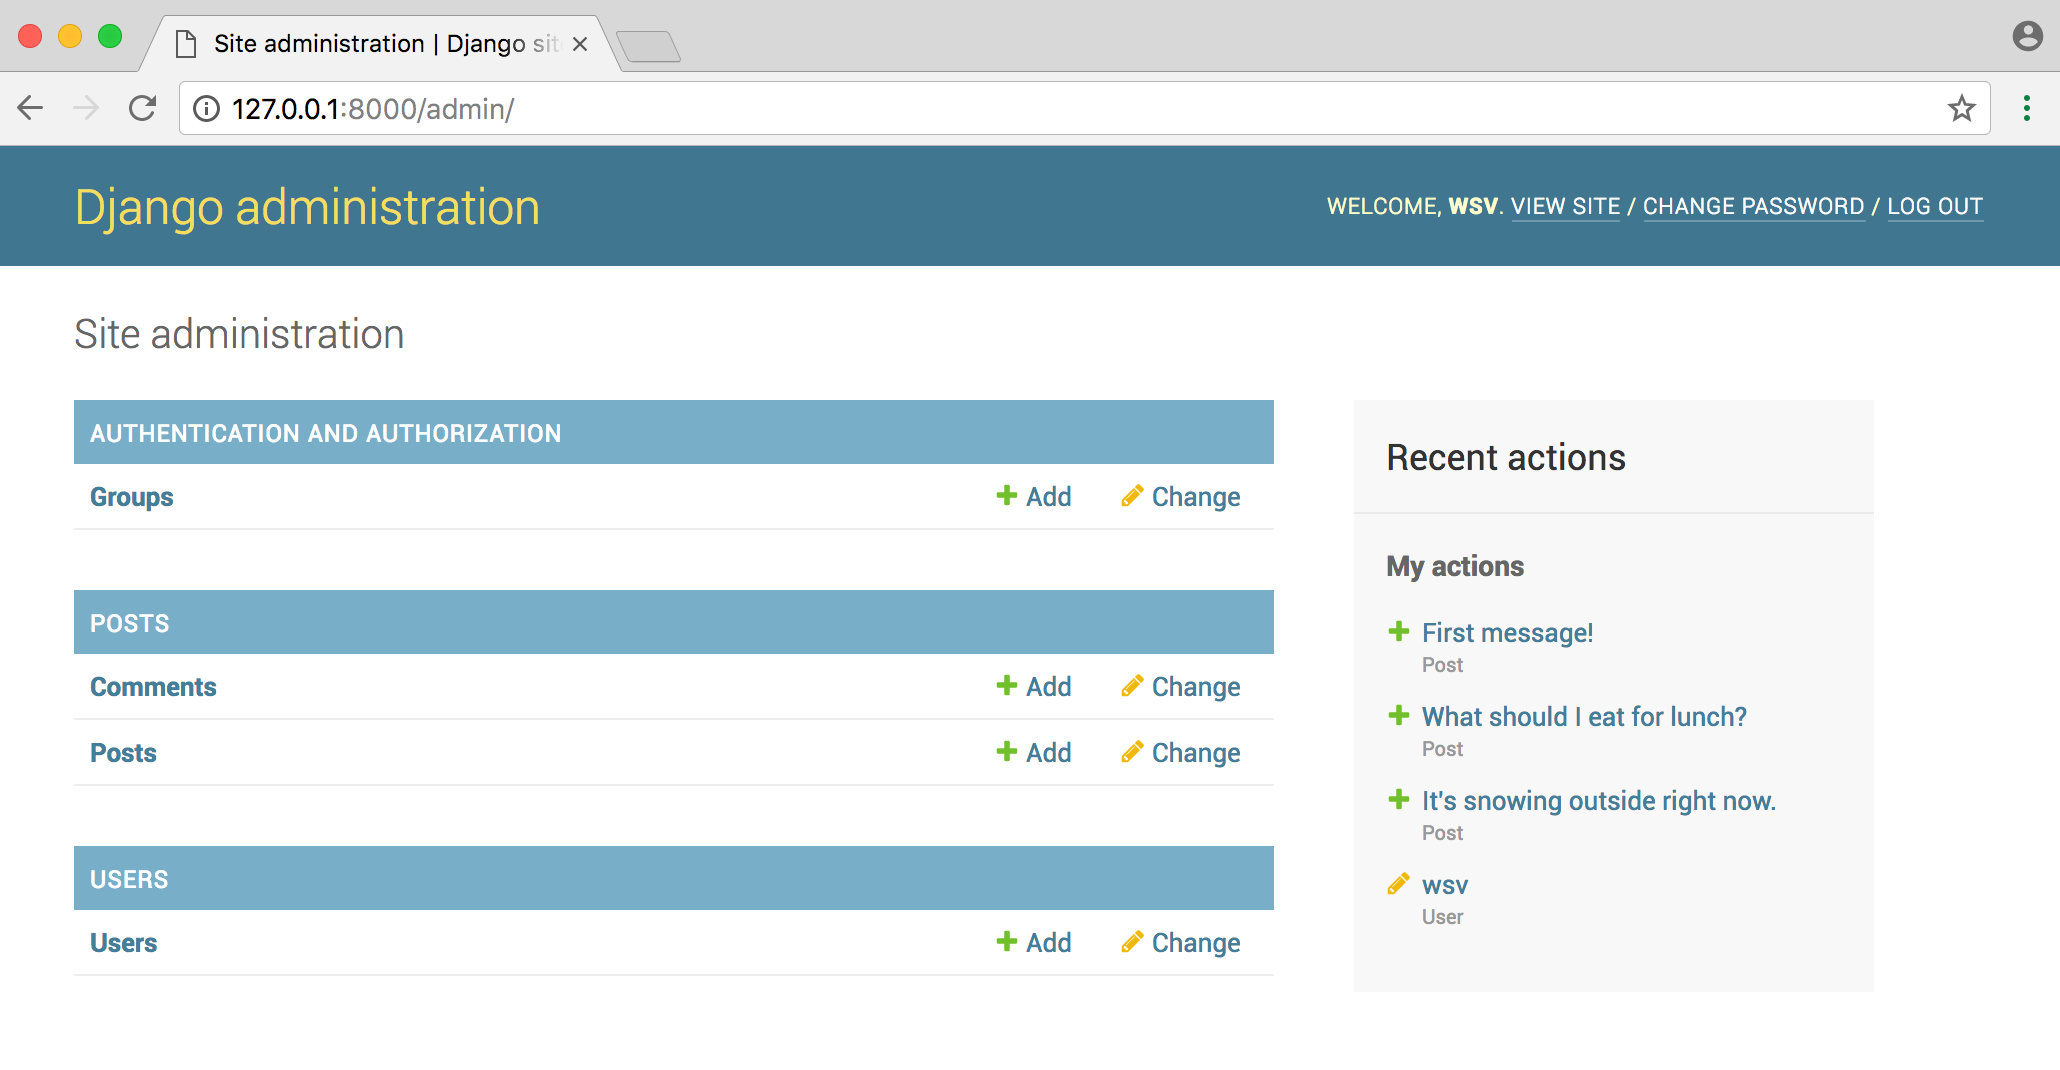 Site administration | Django sit
127.0.0.1:8000/admin/
Django administration
WELCOME, WSV. VIEW SITE / CHANGE PASSWORD / LOG OUT
Site administration
AUTHENTICATION AND AUTHORIZATION
Groups Add Change
POSTS
Comments Add Change
Posts Add Change
USERS
Users Add Change
Recent actions
My actions
First message!
Post
What should I eat for lunch?
Post
It's snowing outside right now.
Post
wsv
User